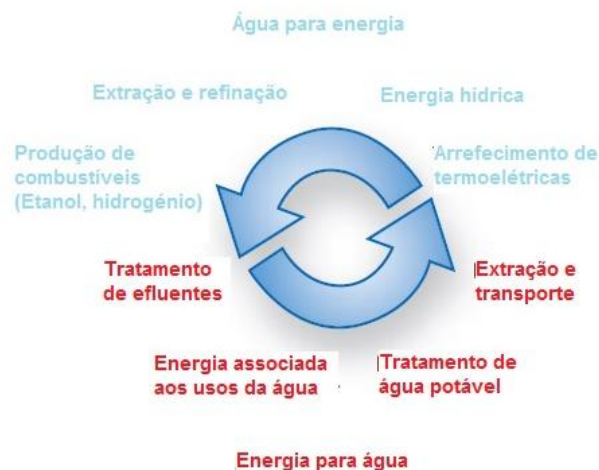 Água para energia
Extração e refinação
Energia hídrica
Produção de
combustíveis
(Etanol, hidrogénio)
Arrefecimento de
termoelétricas
Tratamento
de efluentes
Extração e
transporte
Energia associada
aos usos da água
Tratamento de
água potável
Energia para água